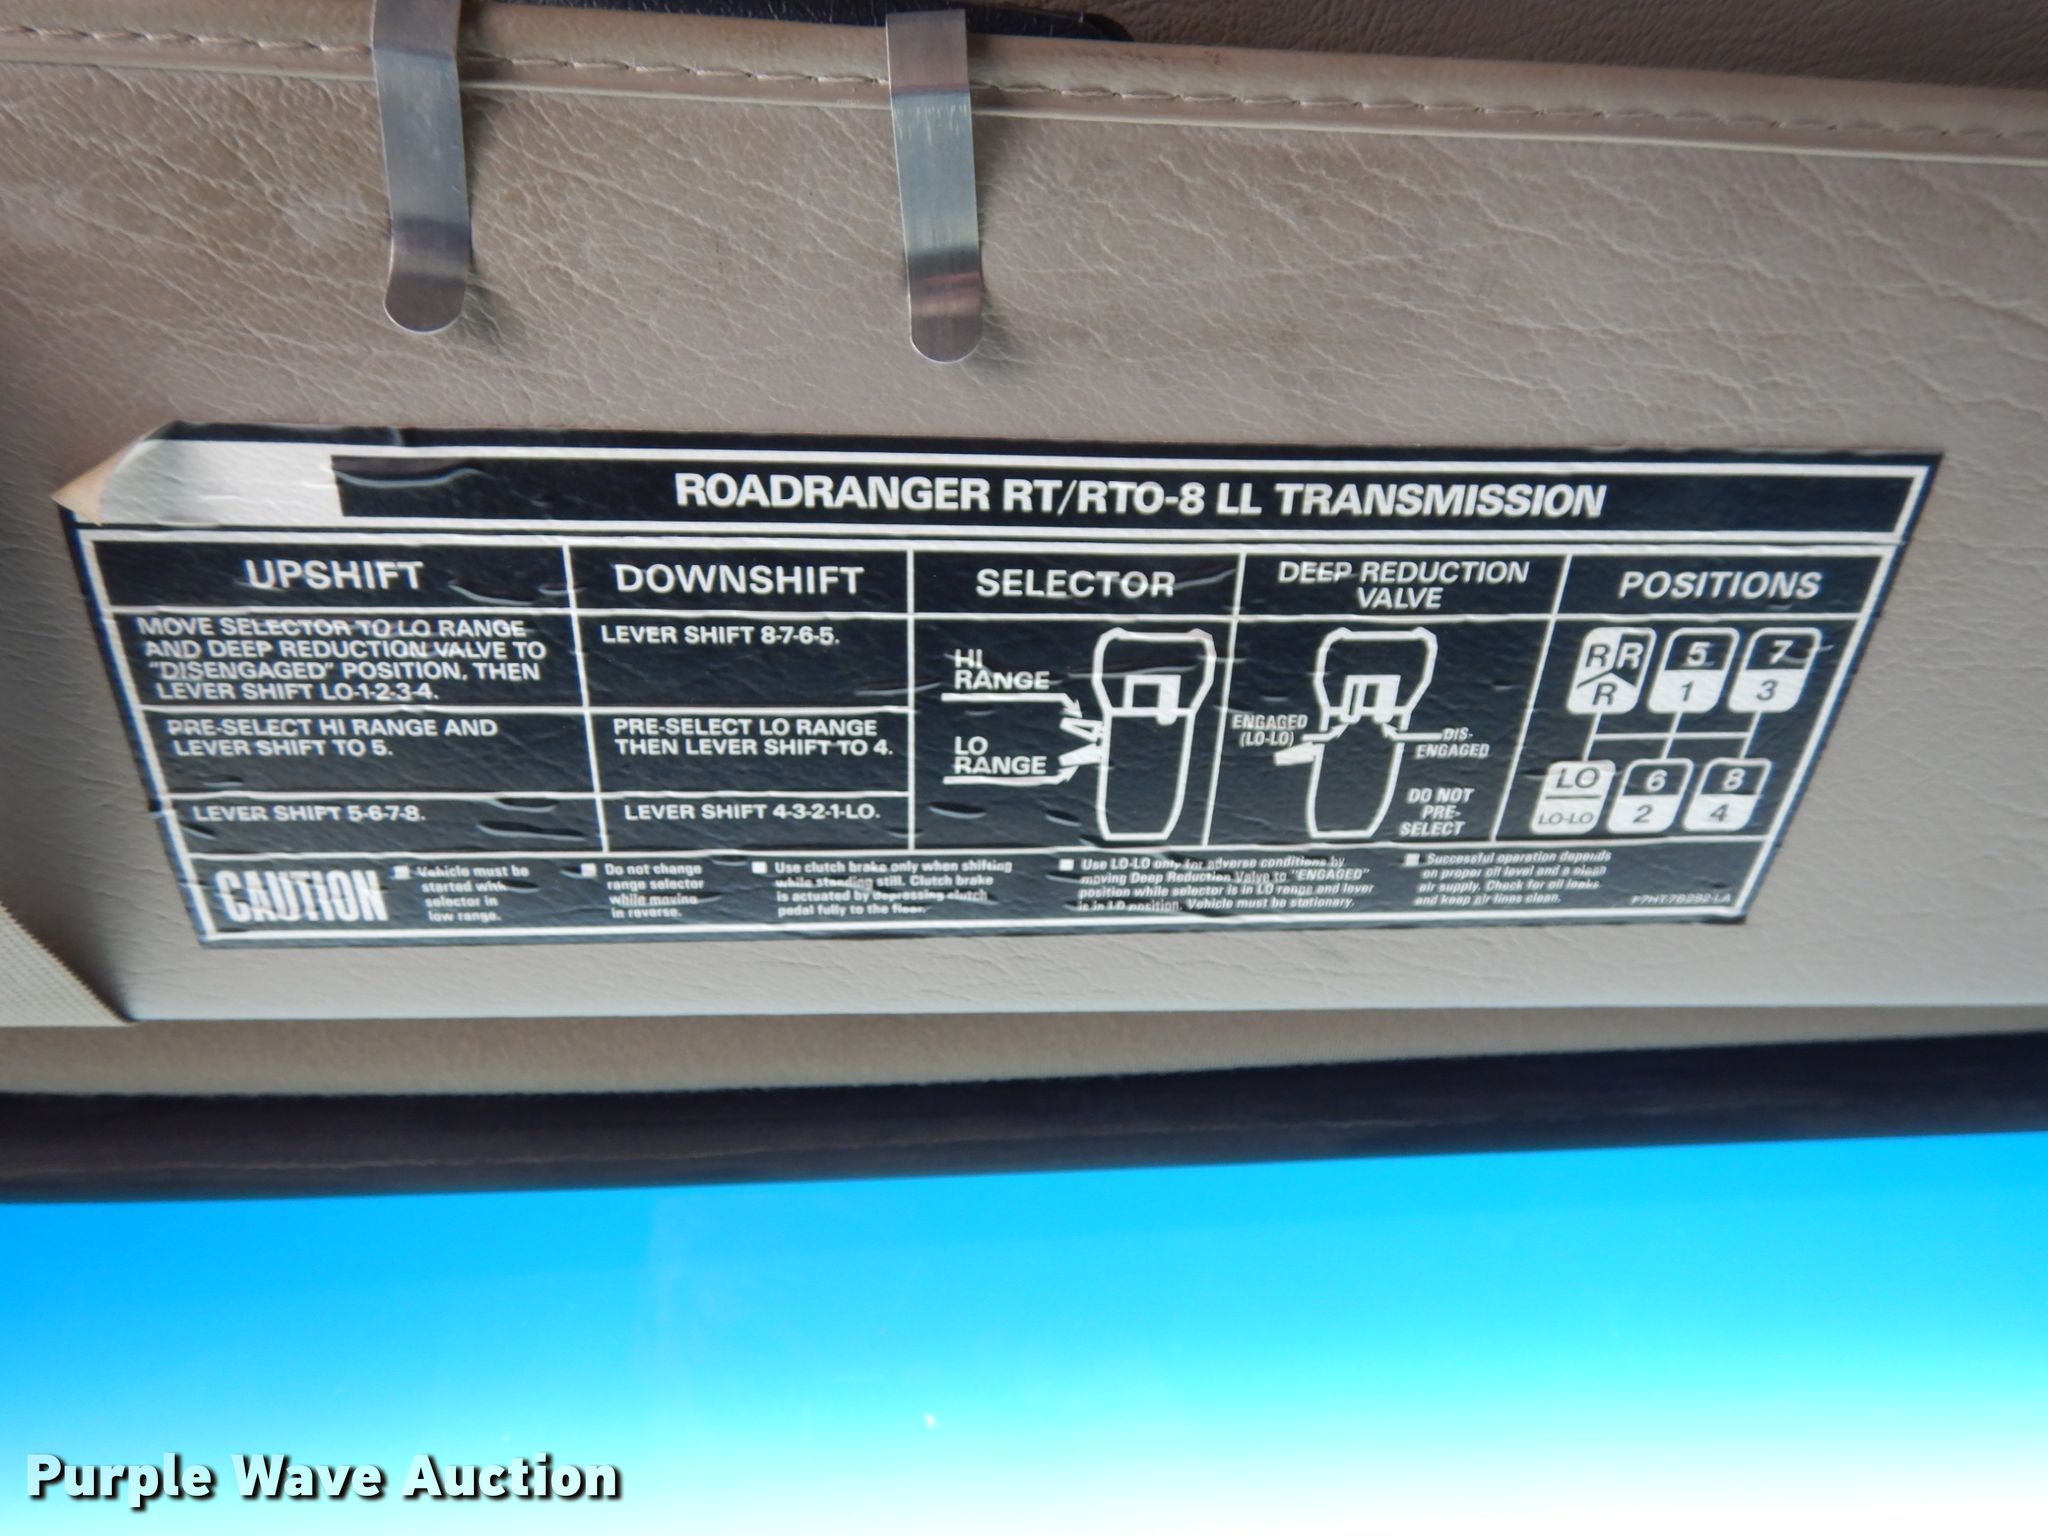 ROADRANGER RT/RTO-8 LL TRANSMISSION
UPSHIFT
MOVE SELECTOR TO LO RANGE
AND DEEP REDUCTION VALVE TO
"DISENGAGED" POSITION, THEN
LEVER SHIFT LO-1-2-3-4.
PRE-SELECT HI RANGE AND
LEVER SHIFT TO 5.
LEVER SHIFT 5-6-7-8.
DOWNSHIFT
LEVER SHIFT 8-7-6-5.
PRE-SELECT LO RANGE
THEN LEVER SHIFT TO 4.
LEVER SHIFT 4-3-2-1-LO.
SELECTOR
HI
RANGE
LO
RANGE
DEEP REDUCTION
VALVE
ENGAGED
(LO-LO)
DIS-
ENGAGED
DO NOT
PRE-
SELECT
POSITIONS
R R 5 7
R 1 3
LO 6 8
LO-LO 2 4
CAUTION
Vehicle must be
started with
selector in
low range.
Do not change
range selector
while moving
in reverse.
Use clutch brake only when shifting
while standing still. Clutch brake
is actuated by depressing clutch
pedal fully to the floor.
Use LO-LO only for adverse conditions by
moving Deep Reduction Valve to "ENGAGED"
position while selector is in LO range and lever
is in LO position. Vehicle must be stationary.
Successful operation depends
on proper oil level and a clean
air supply. Check for oil leaks
and keep air lines clean.
F7HT-7B292-LA
Purple Wave Auction